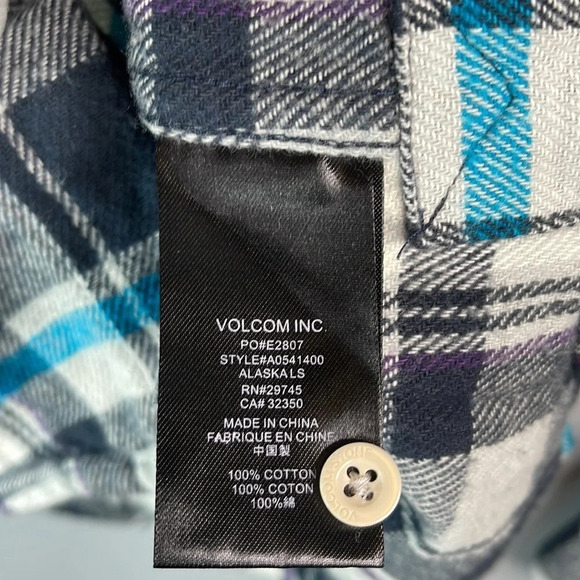 VOLCOM INC.
PO#E2807
STYLE#A0541400
ALASKA LS
RN#29745
CA# 32350
MADE IN CHINA
FABRIQUE EN CHINE
中国製
100% COTTON
100% COTON
100%綿